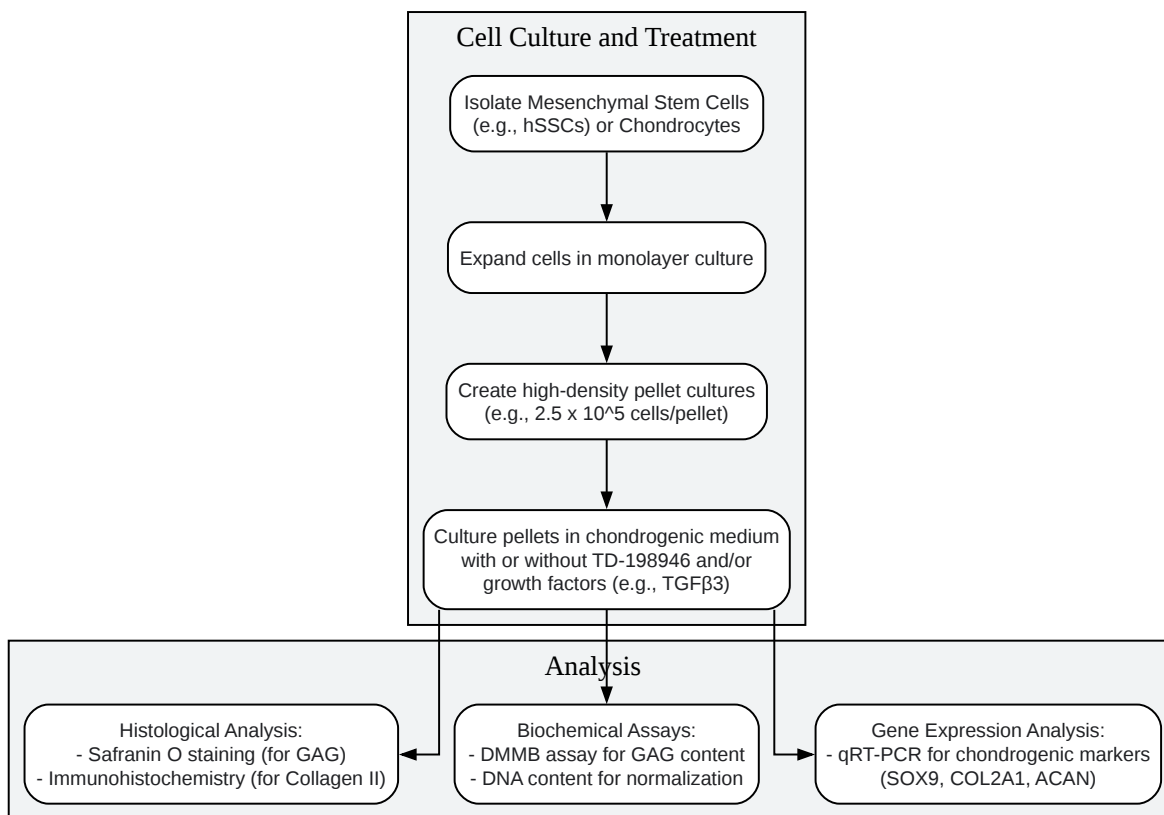 Cell Culture and Treatment
Isolate Mesenchymal Stem Cells
(e.g., hSSCs) or Chondrocytes
Expand cells in monolayer culture
Create high-density pellet cultures
(e.g., 2.5 x 10^5 cells/pellet)
Culture pellets in chondrogenic medium
with or without TD-198946 and/or
growth factors (e.g., TGFβ3)
Analysis
Histological Analysis:
- Safranin O staining (for GAG)
- Immunohistochemistry (for Collagen II)
Biochemical Assays:
- DMMB assay for GAG content
- DNA content for normalization
Gene Expression Analysis:
- qRT-PCR for chondrogenic markers
(SOX9, COL2A1, ACAN)